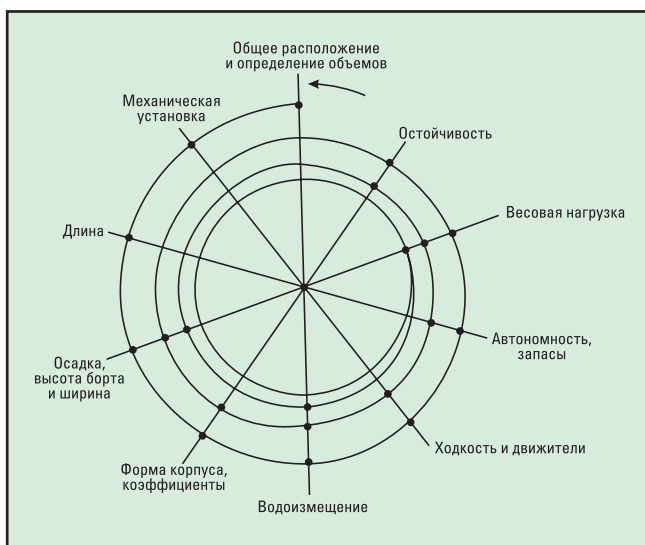 Общее расположение
и определение объемов
Механическая
установка
Остойчивость
Весовая нагрузка
Длина
Автономность,
запасы
Осадка,
высота борта
и ширина
Ходкость и движители
Форма корпуса,
коэффициенты
Водоизмещение